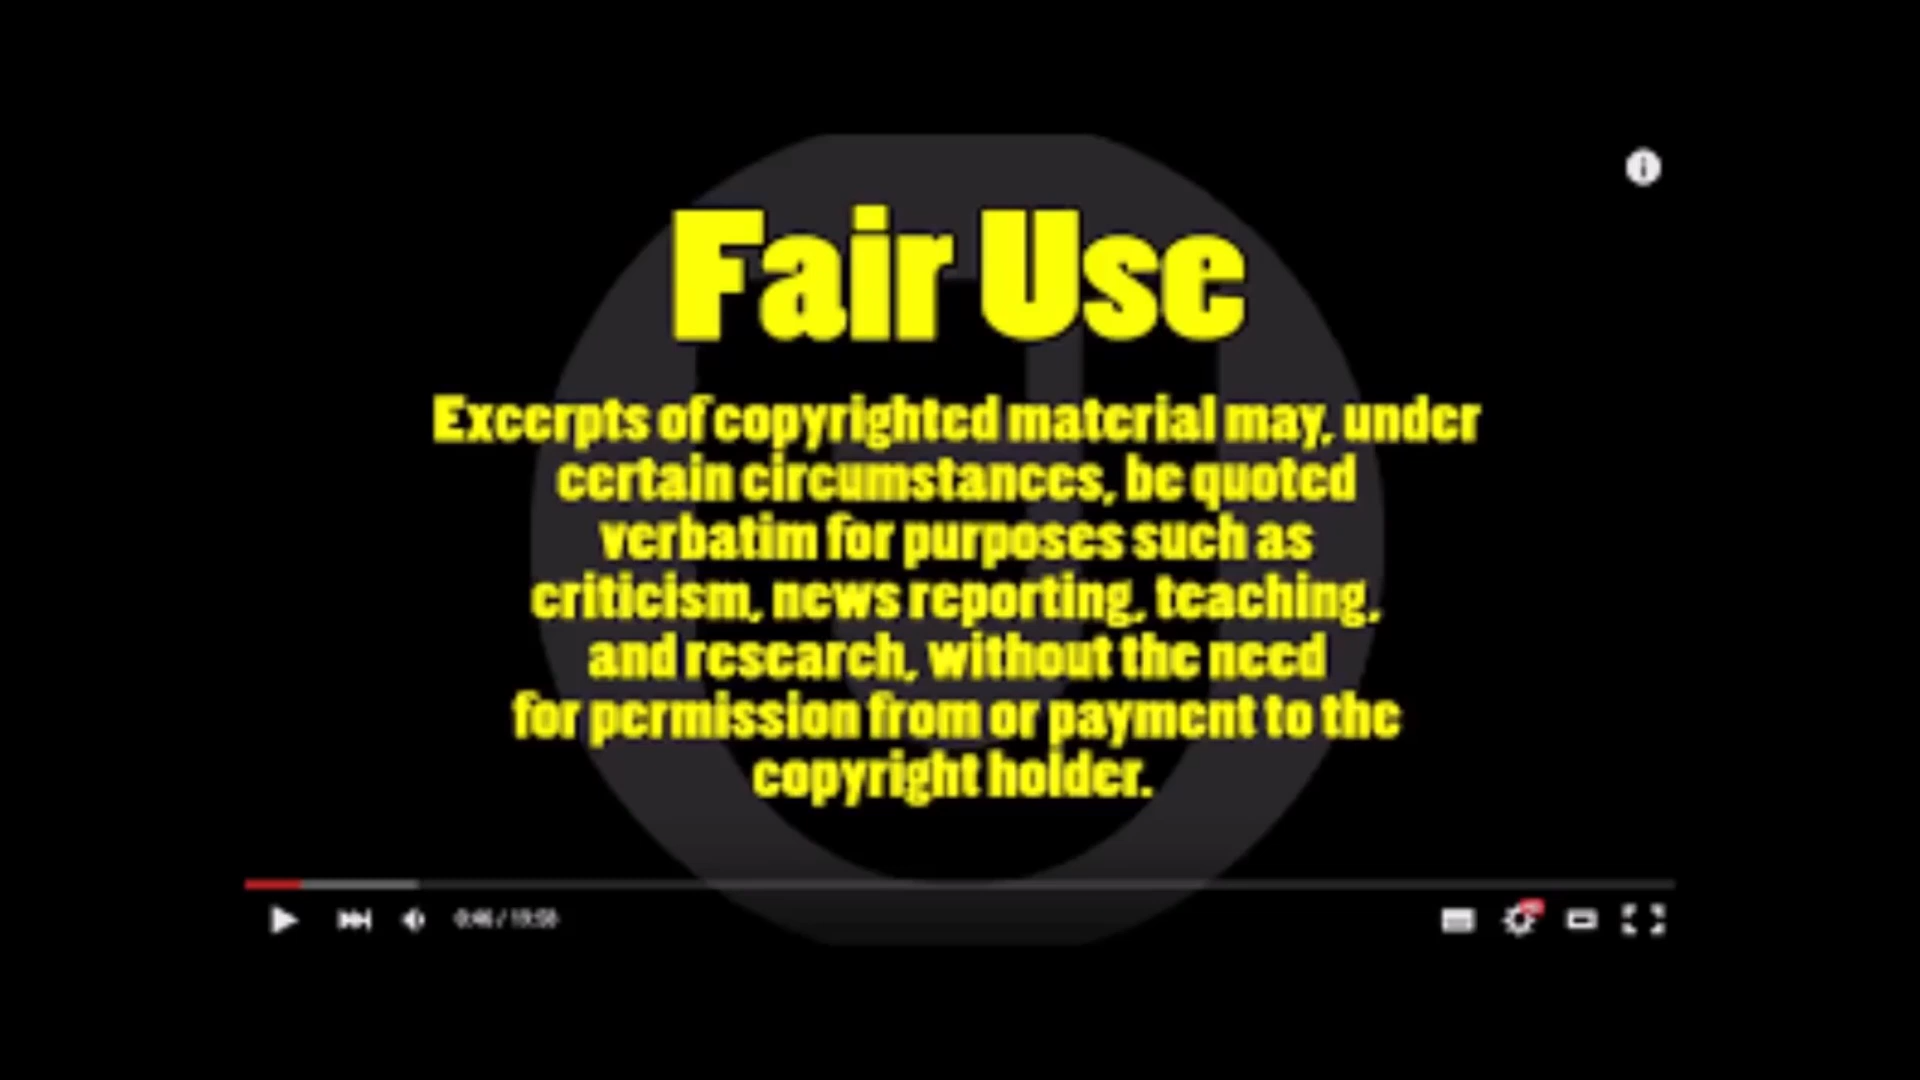 Fair Use
Excerpts of copyrighted material may, under
certain circumstances, be quoted
verbatim for purposes such as
criticism, news reporting, teaching,
and research, without the need
for permission from or payment to the
copyright holder.